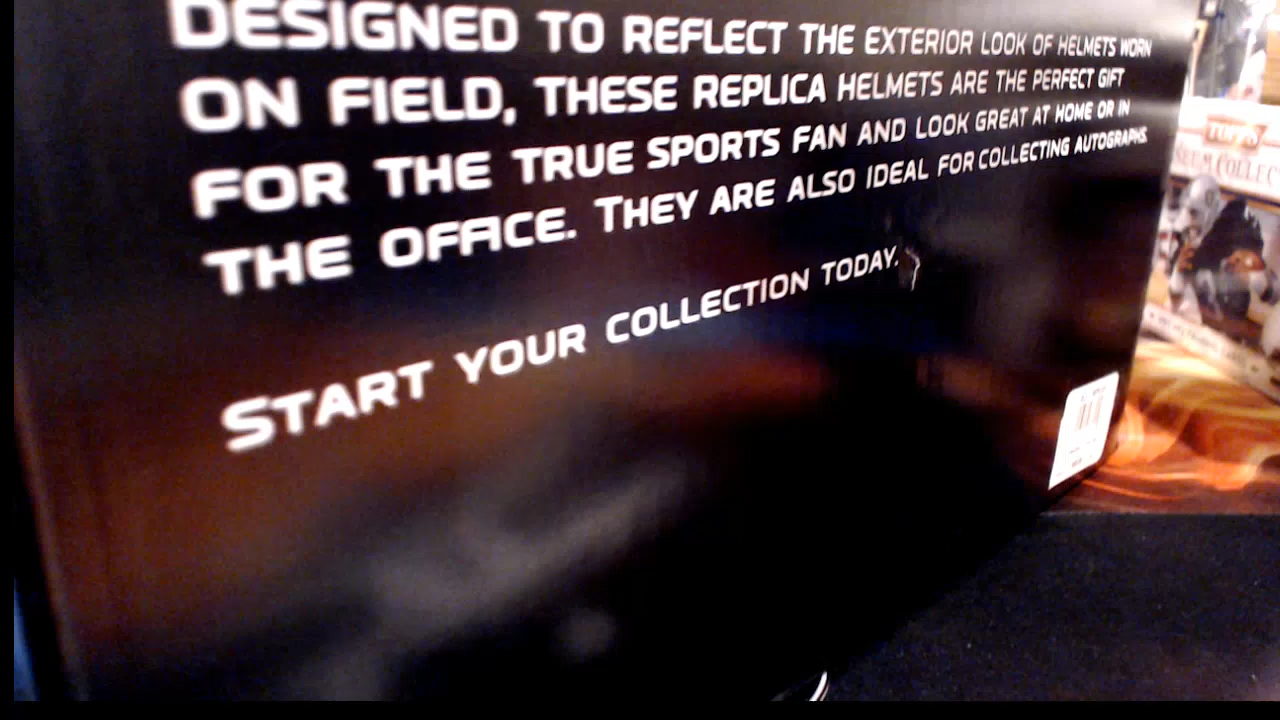 DESIGNED TO REFLECT THE EXTERIOR LOOK OF HELMETS WORN
ON FIELD, THESE REPLICA HELMETS ARE THE PERFECT GIFT
FOR THE TRUE SPORTS FAN AND LOOK GREAT AT HOME OR IN
THE OFFICE. THEY ARE ALSO IDEAL FOR COLLECTING AUTOGRAPHS.
START YOUR COLLECTION TODAY.
TOPPS